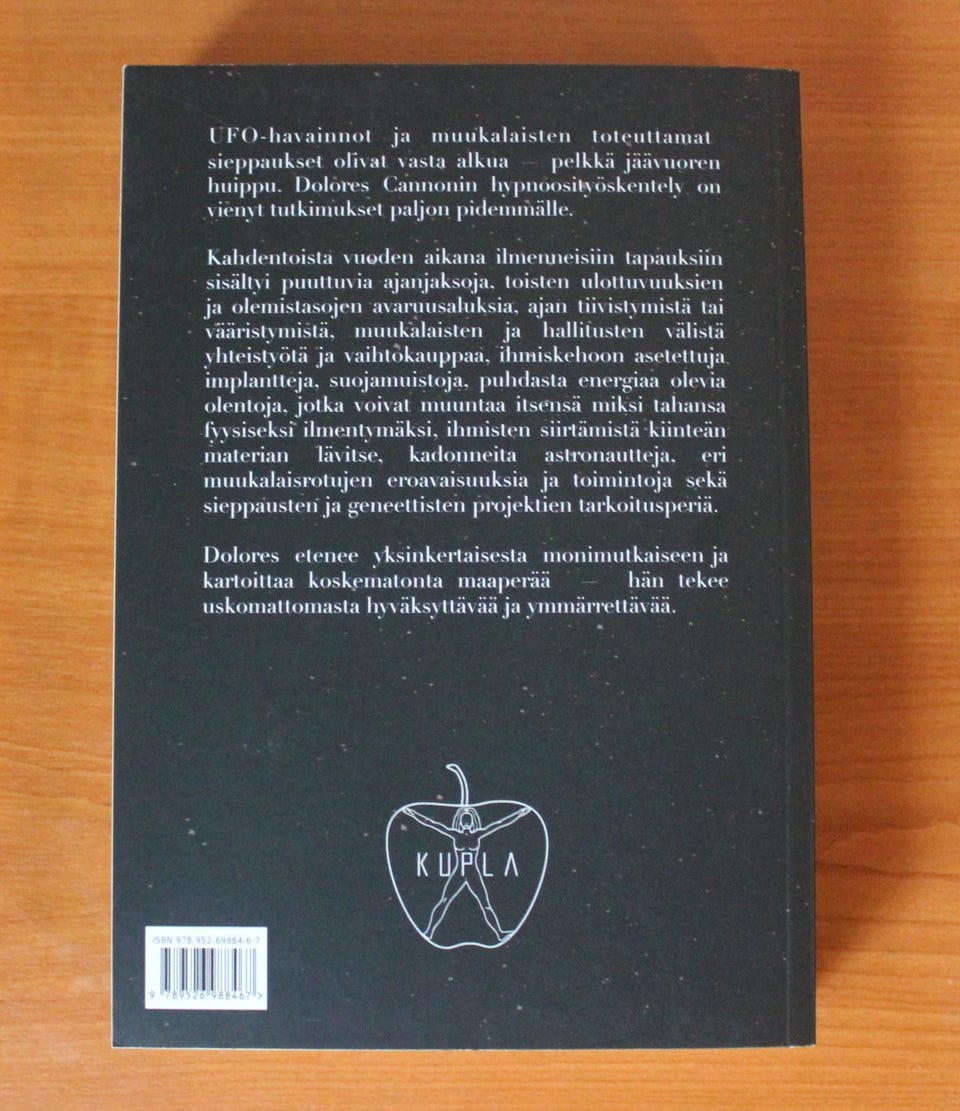 UFO-havainnot ja muukalaisten toteuttamat
sieppaukset olivat vasta alkua — pelkkä jäävuoren
huippu. Dolores Cannonin hypnoosityöskentely on
vienyt tutkimukset paljon pidemmälle.
Kahdentoista vuoden aikana ilmenneisiin tapauksiin
sisältyi puuttuvia ajanjaksoja, toisten ulottuvuuksien
ja olemistasojen avaruusaluksia, ajan tiivistymistä tai
vääristymistä, muukalaisten ja hallitusten välistä
yhteistyötä ja vaihtokauppaa, ihmiskehoon asetettuja
implantteja, suojamuistoja, puhdasta energiaa olevia
olentoja, jotka voivat muuntaa itsensä miksi tahansa
fyysiseksi ilmentymäksi, ihmisten siirtämistä kiinteän
materian lävitse, kadonneita astronautteja, eri
muukalaisrotujen eroavaisuuksia ja toimintoja sekä
sieppausten ja geneettisten projektien tarkoitusperiä.
Dolores etenee yksinkertaisesta monimutkaiseen ja
kartoittaa koskematonta maaperää — hän tekee
uskomattomasta hyväksyttävää ja ymmärrettävää.
KUPLA
ISBN 978-952-69884-6-7
9 789526 988467 >